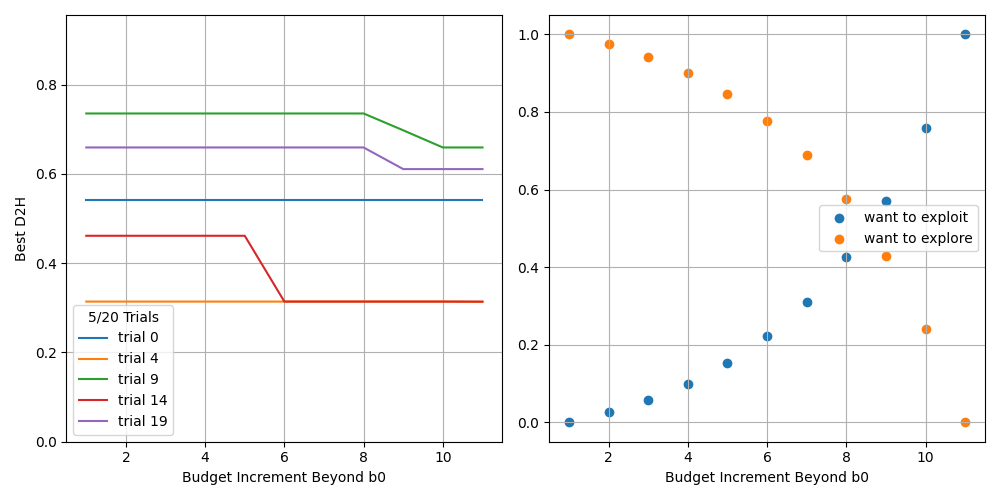 Best D2H
0.8
0.6
0.4
0.2
0.0
5/20 Trials
trial 0
trial 4
trial 9
trial 14
trial 19
2 4 6 8 10
Budget Increment Beyond b0
1.0
0.8
0.6
0.4
0.2
0.0
want to exploit
want to explore
2 4 6 8 10
Budget Increment Beyond b0